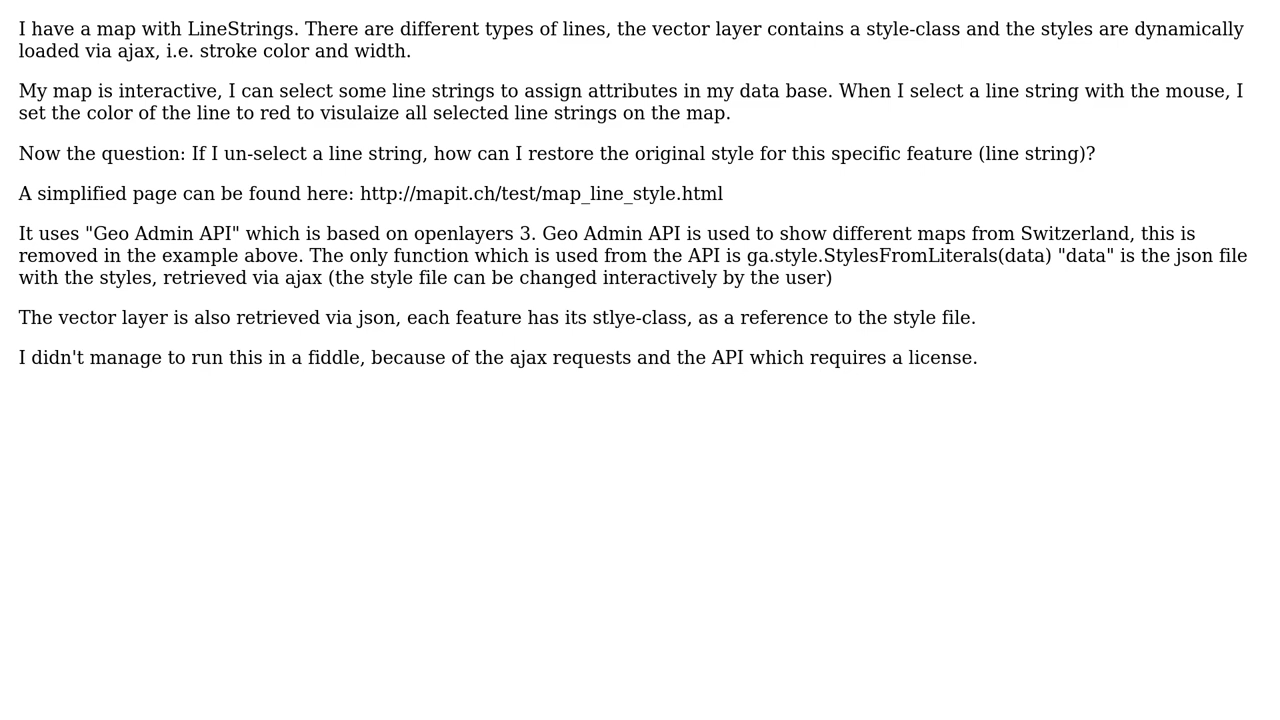 I have a map with LineStrings. There are different types of lines, the vector layer contains a style-class and the styles are dynamically
loaded via ajax, i.e. stroke color and width.
My map is interactive, I can select some line strings to assign attributes in my data base. When I select a line string with the mouse, I
set the color of the line to red to visulaize all selected line strings on the map.
Now the question: If I un-select a line string, how can I restore the original style for this specific feature (line string)?
A simplified page can be found here: http://mapit.ch/test/map_line_style.html
It uses "Geo Admin API" which is based on openlayers 3. Geo Admin API is used to show different maps from Switzerland, this is
removed in the example above. The only function which is used from the API is ga.style.StylesFromLiterals(data) "data" is the json file
with the styles, retrieved via ajax (the style file can be changed interactively by the user)
The vector layer is also retrieved via json, each feature has its stlye-class, as a reference to the style file.
I didn't manage to run this in a fiddle, because of the ajax requests and the API which requires a license.